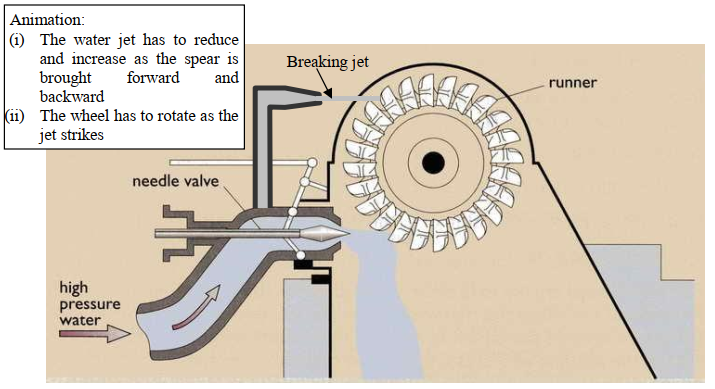 Animation:
(i) The water jet has to reduce
and increase as the spear is
brought forward and
backward
(ii) The wheel has to rotate as the
jet strikes
Breaking jet
runner
needle valve
high
pressure
water